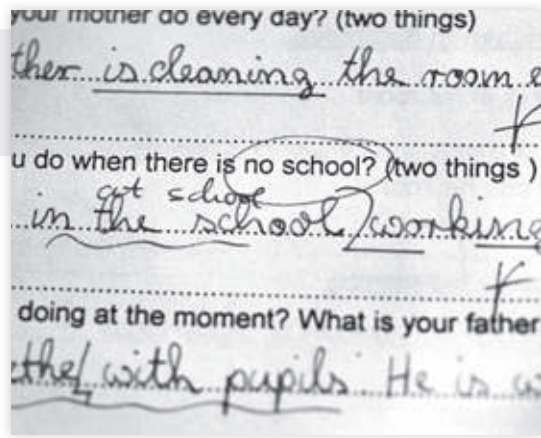 your mother do every day? (two things)
ther is cleaning the room
u do when there is no school? (two things )
at school
in the school working
doing at the moment? What is your father
the with pupils. He is